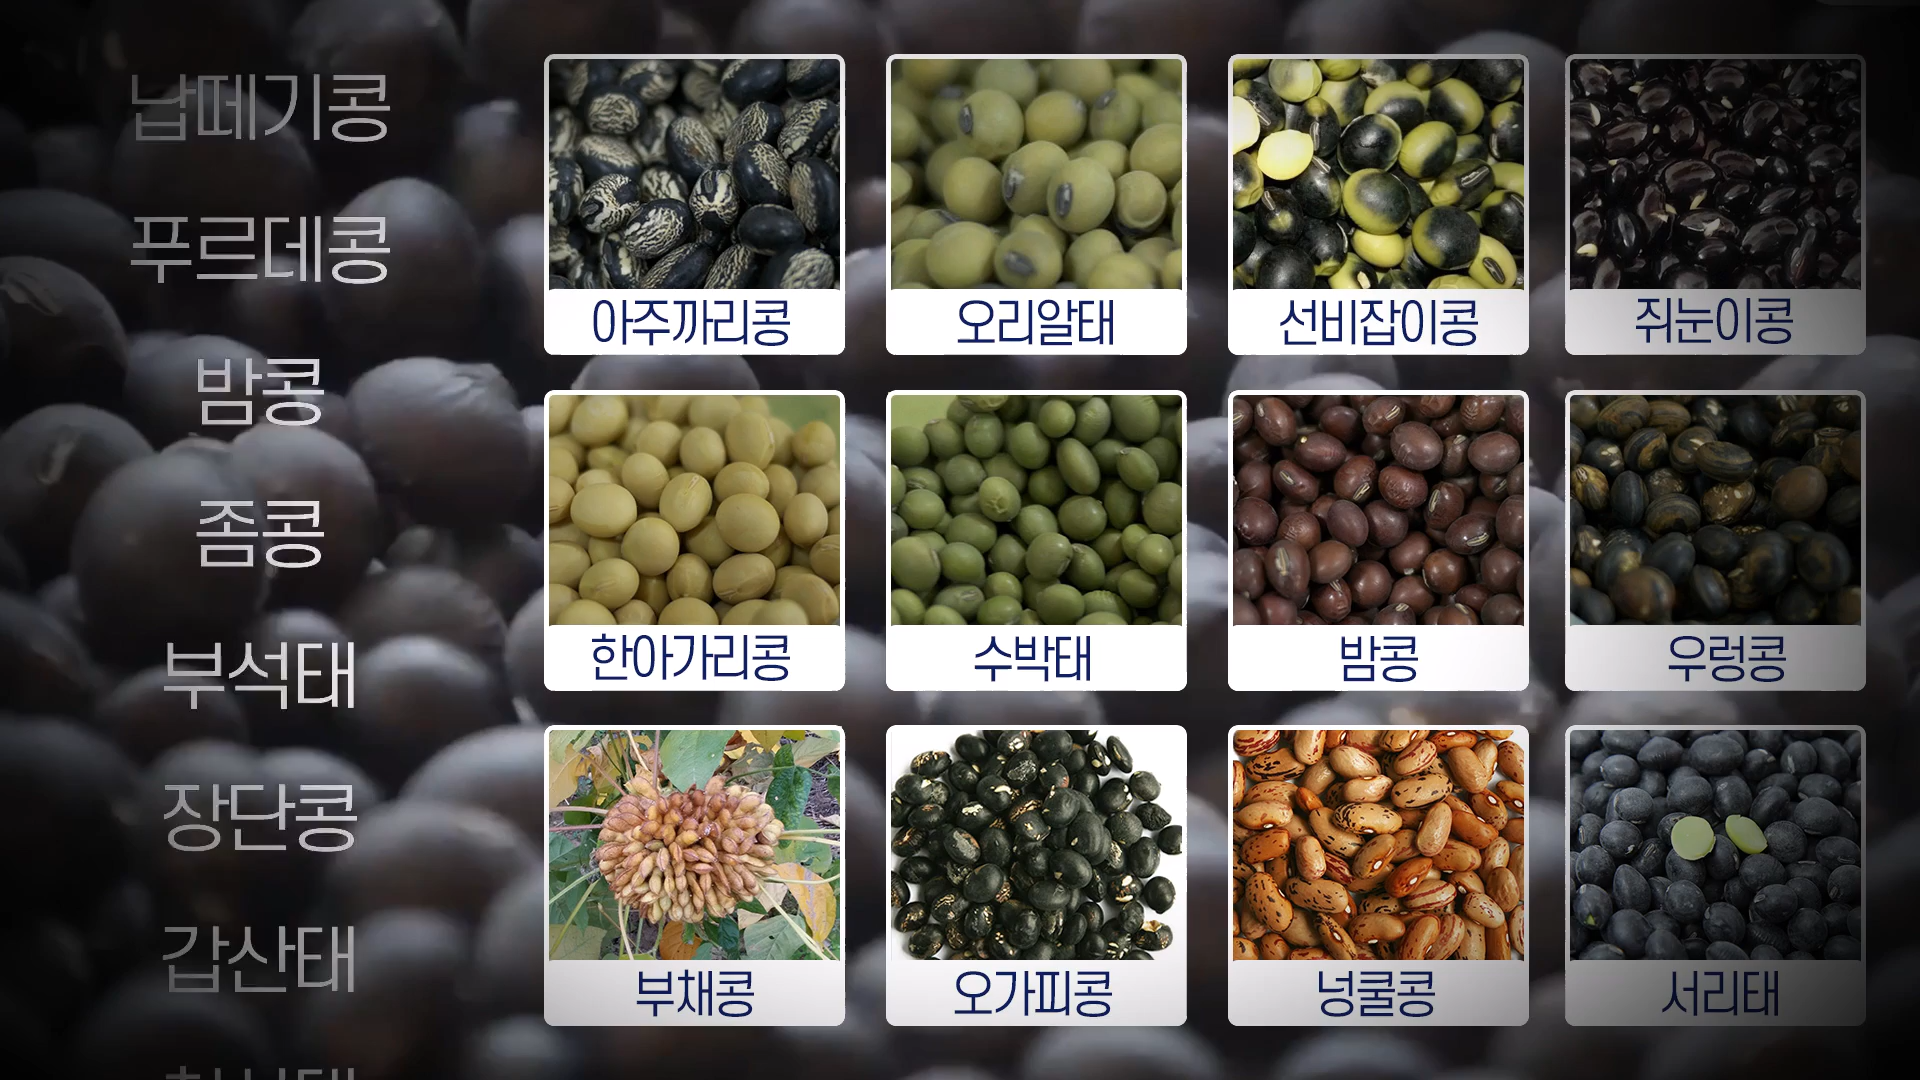 납떼기콩
푸르데콩
밤콩
좀콩
부석태
장단콩
갑산태
아주까리콩
오리알태
선비잡이콩
쥐눈이콩
한아가리콩
수박태
밤콩
우렁콩
부채콩
오가피콩
넝쿨콩
서리태